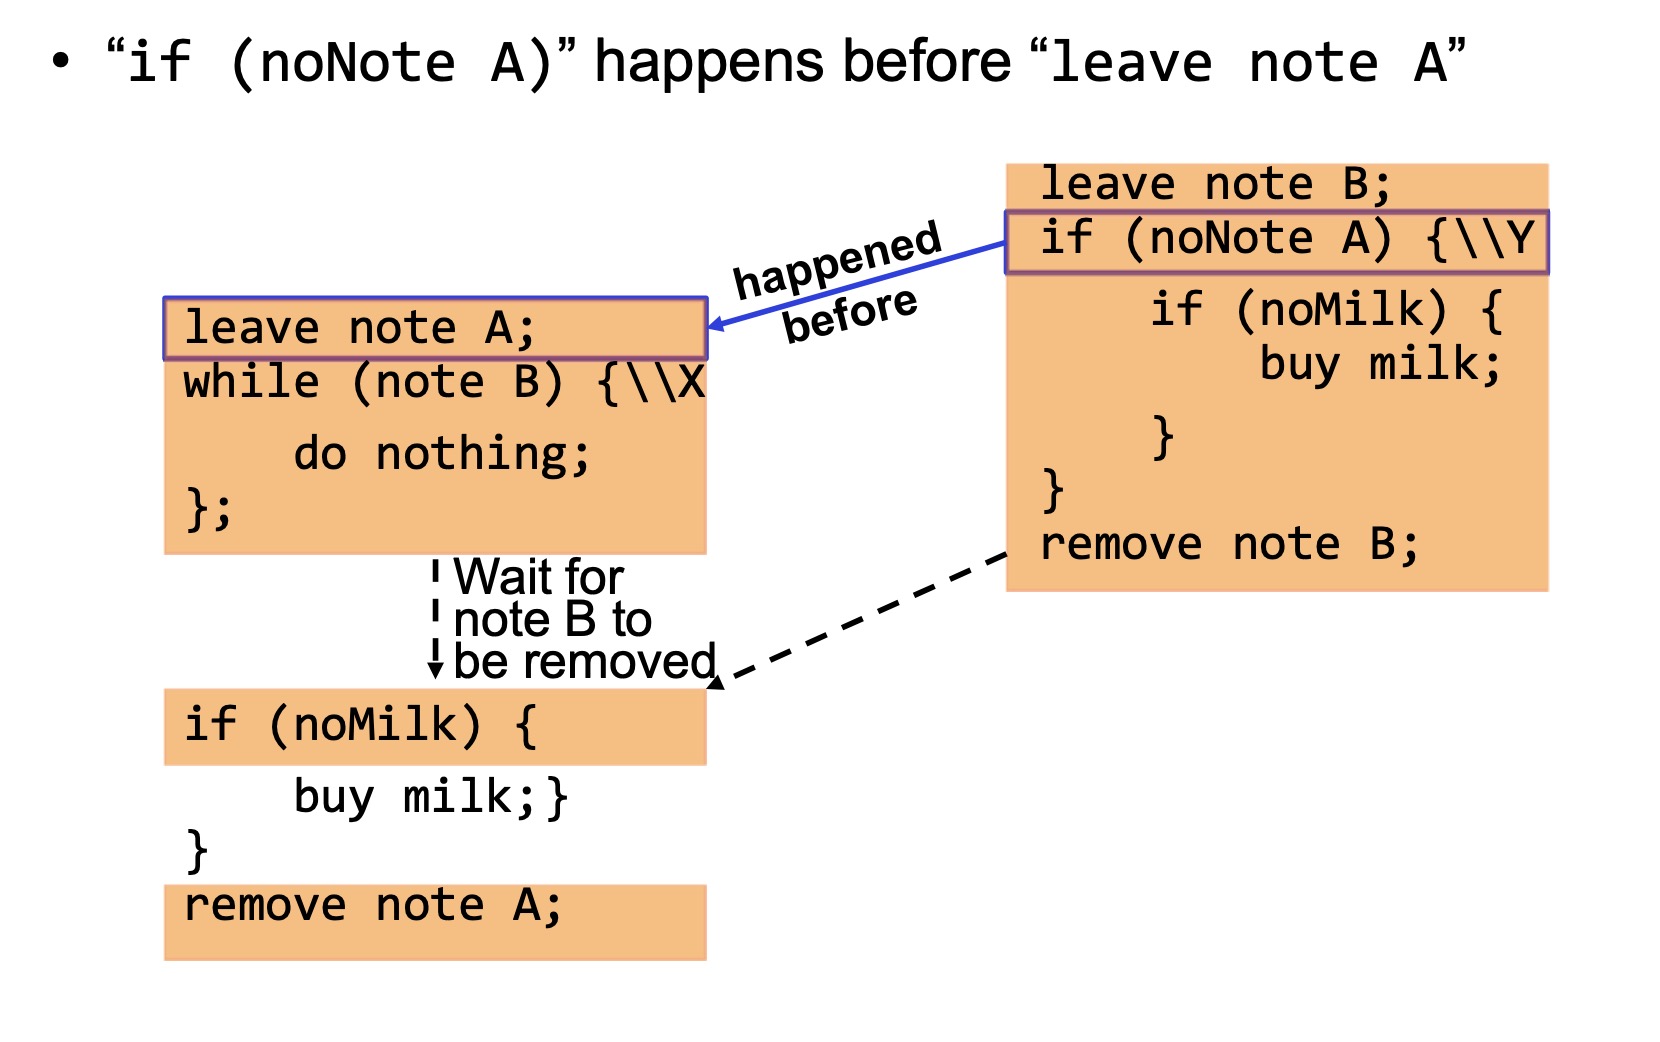 • “if (noNote A)” happens before “leave note A”
happened
before
leave note A;
while (note B) {\\X
do nothing;
};
Wait for
note B to
be removed
if (noMilk) {
buy milk;}
}
remove note A;
leave note B;
if (noNote A) {\\Y
if (noMilk) {
buy milk;
}
}
remove note B;